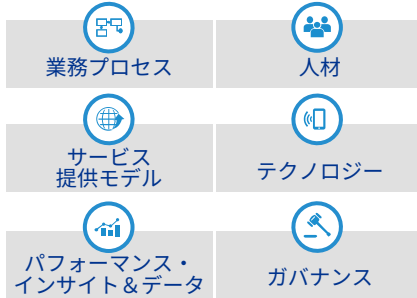 業務プロセス
人材
サービス
提供モデル
テクノロジー
パフォーマンス・
インサイト＆データ
ガバナンス